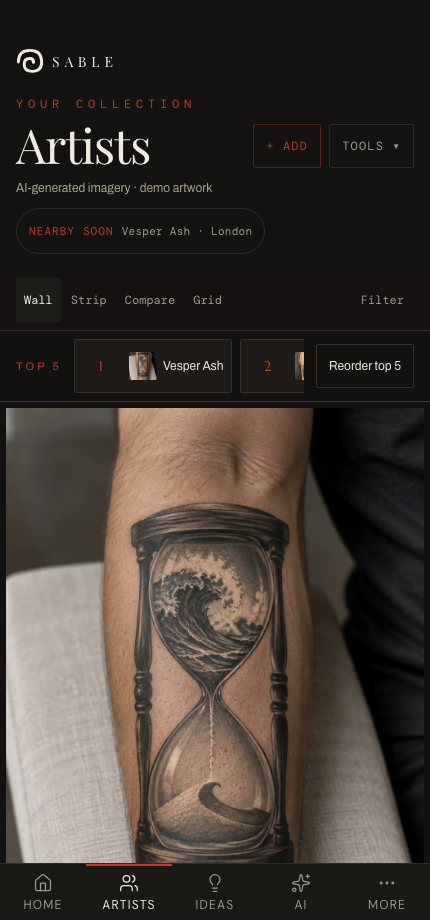 SABLE
YOUR COLLECTION
Artists
+ ADD
TOOLS ▾
AI-generated imagery · demo artwork
NEARBY SOON Vesper Ash · London
Wall Strip Compare Grid Filter
TOP 5 1 Vesper Ash 2 Reorder top 5
HOME ARTISTS IDEAS AI MORE